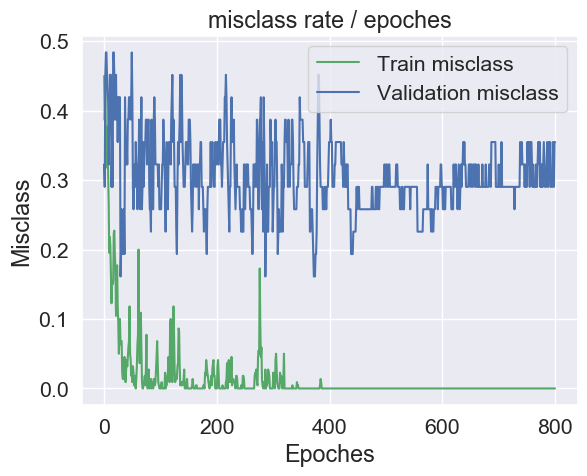 misclass rate / epoches
0.5
Train misclass
Validation misclass
0.4
0.3
Misclass
0.2
0.1
0.0
0 200 400 600 800
Epoches